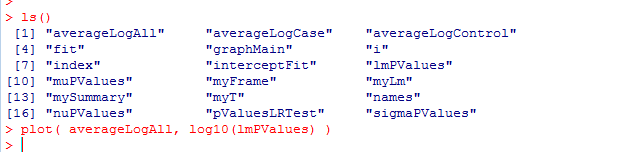 >
> ls()
[1] "averageLogAll" "averageLogCase" "averageLogControl"
[4] "fit" "graphMain" "i"
[7] "index" "interceptFit" "lmPValues"
[10] "muPValues" "myFrame" "myLm"
[13] "mySummary" "myT" "names"
[16] "nuPValues" "pValuesLRTest" "sigmaPValues"
> plot( averageLogAll, log10(lmPValues) )
>